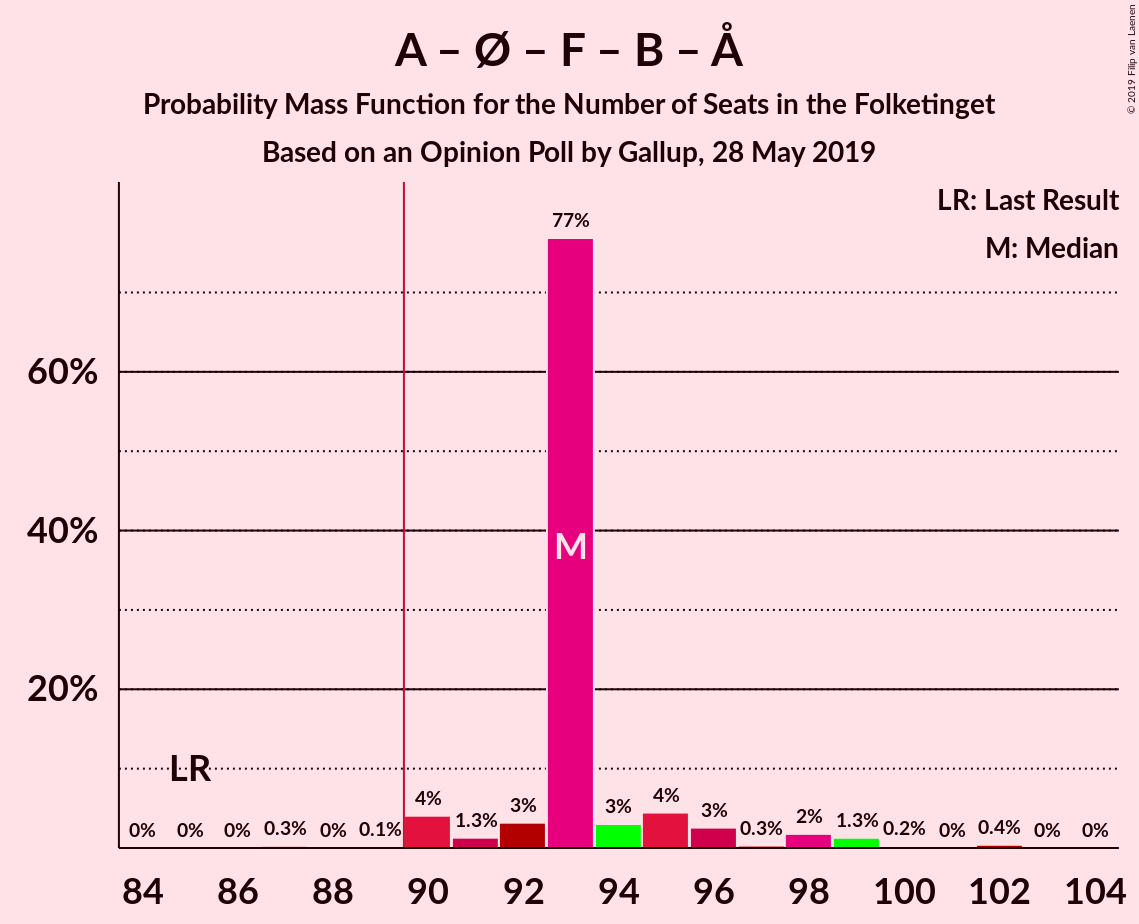 A – Ø – F – B – Å
Probability Mass Function for the Number of Seats in the Folketinget
Based on an Opinion Poll by Gallup, 28 May 2019
© 2019 Filip van Laenen
LR: Last Result
M: Median
77%
60%
40%
20%
M
LR
0% 0% 0% 0.3% 0% 0.1% 4% 1.3% 3% 3% 4% 3% 0.3% 2% 1.3% 0.2% 0% 0.4% 0% 0%
84 86 88 90 92 94 96 98 100 102 104